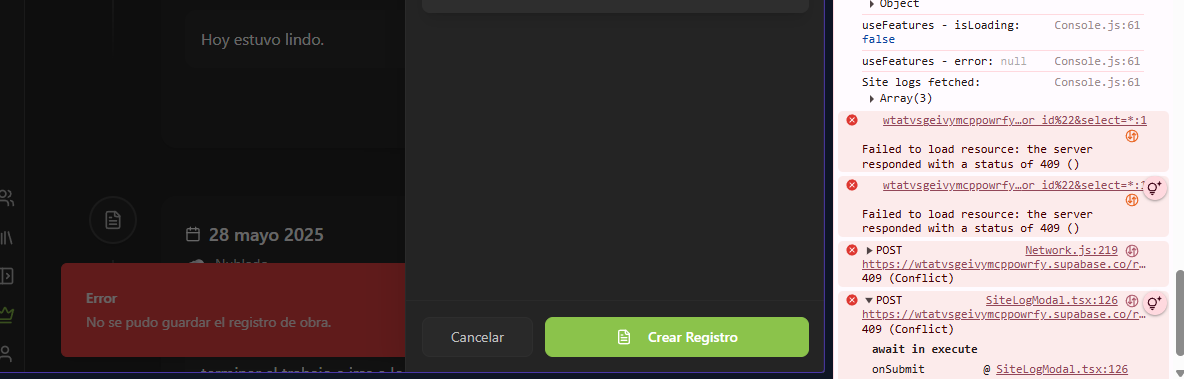 Hoy estuvo lindo.
28 mayo 2025
Nublado
Error
No se pudo guardar el registro de obra.
Cancelar
Crear Registro
Object
useFeatures - isLoading: Console.js:61
false
useFeatures - error: null Console.js:61
Site logs fetched: Console.js:61
Array(3)
wtatvsgeivymcppowrfy…or_id%22&select=*:1
Failed to load resource: the server
responded with a status of 409 ()
wtatvsgeivymcppowrfy…or_id%22&select=*:1
Failed to load resource: the server
responded with a status of 409 ()
POST Network.js:219
https://wtatvsgeivymcppowrfy.supabase.co/r…
409 (Conflict)
POST SiteLogModal.tsx:126
https://wtatvsgeivymcppowrfy.supabase.co/r…
409 (Conflict)
await in execute
onSubmit @ SiteLogModal.tsx:126